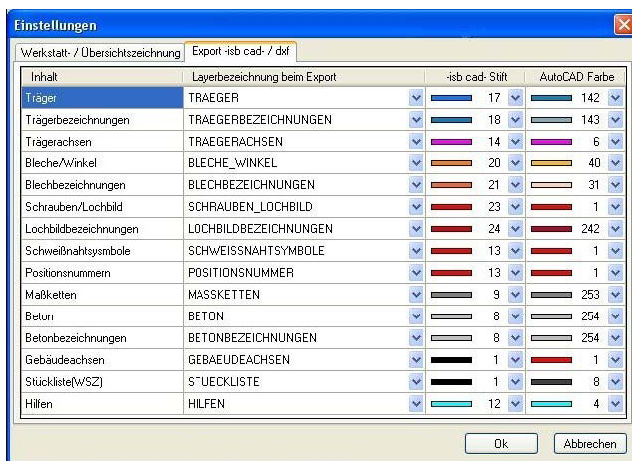 Einstellungen
Werkstatt- / Übersichtszeichnung Export -isb cad- / dxf
Inhalt Layerbezeichnung beim Export -isb cad- Stift AutoCAD Farbe
Träger TRAEGER 17 142
Trägerbezeichnungen TRAEGERBEZEICHNUNGEN 18 143
Trägerachsen TRAEGERACHSEN 14 6
Bleche/Winkel BLECHE_WINKEL 20 40
Blechbezeichnungen BLECHBEZEICHNUNGEN 21 31
Schrauben/Lochbild SCHRAUBEN_LOCHBILD 23 1
Lochbildbezeichnungen LOCHBILDBEZEICHNUNGEN 24 242
Schweißnahtsysmbole SCHWEISSNAHTSYMBOLE 13 1
Positionsnummern POSITIONSNUMMER 13 1
Maßketten MASSKETTEN 9 253
Beton BETON 8 254
Betonbezeichnungen BETONBEZEICHNUNGEN 8 254
Gebäudeachsen GEBAEUDEACHSEN 1 1
Stückliste(WSZ) STUECKLISTE 1 8
Hilfen HILFEN 12 4
Ok Abbrechen